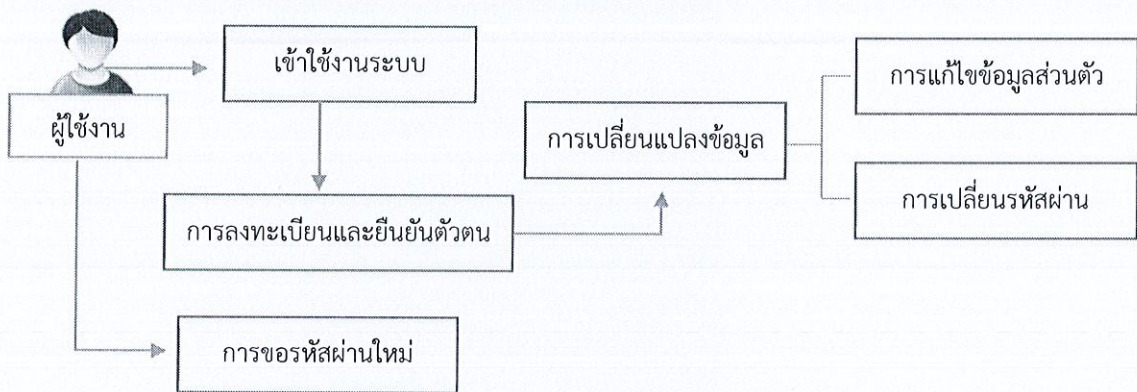 เข้าใช้งานระบบ
ผู้ใช้งาน
การลงทะเบียนและยืนยันตัวตน
การขอรหัสผ่านใหม่
การเปลี่ยนแปลงข้อมูล
การแก้ไขข้อมูลส่วนตัว
การเปลี่ยนรหัสผ่าน